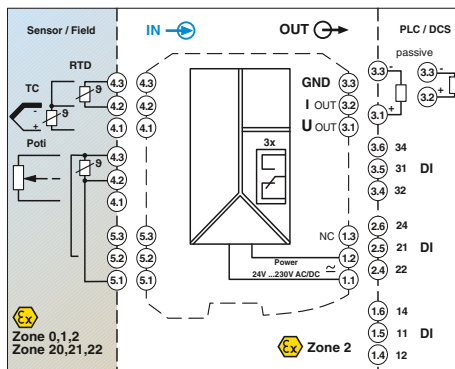 Sensor / Field
IN
OUT
PLC / DCS
RTD
passive
TC
ϑ
4.3
4.3
GND
3.3
3.3
-
3.3
-
-
ϑ
4.2
4.2
I OUT
3.2
3.2
+
+
4.1
4.1
U OUT
3.1
3.1
+
Poti
3x
3.6
34
4.3
ϑ
3.5
31
DI
4.2
3.4
32
4.1
2.6
24
5.3
5.3
NC
1.3
2.5
21
DI
5.2
5.2
Power
1.2
2.4
22
24V ...230V AC/DC
5.1
5.1
1.1
1.6
14
Ex
Zone 0,1,2
Zone 20,21,22
Ex
Zone 2
1.5
11
DI
1.4
12